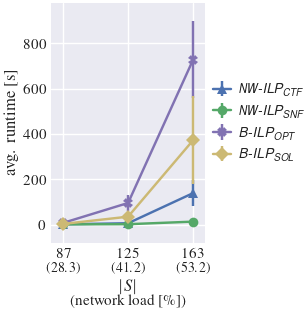 avg. runtime [s]
800
600
400
200
0
87 125 163
(28.3) (41.2) (53.2)
|S|
(network load [%])
NW-ILP_CTF
NW-ILP_SNF
B-ILP_OPT
B-ILP_SOL